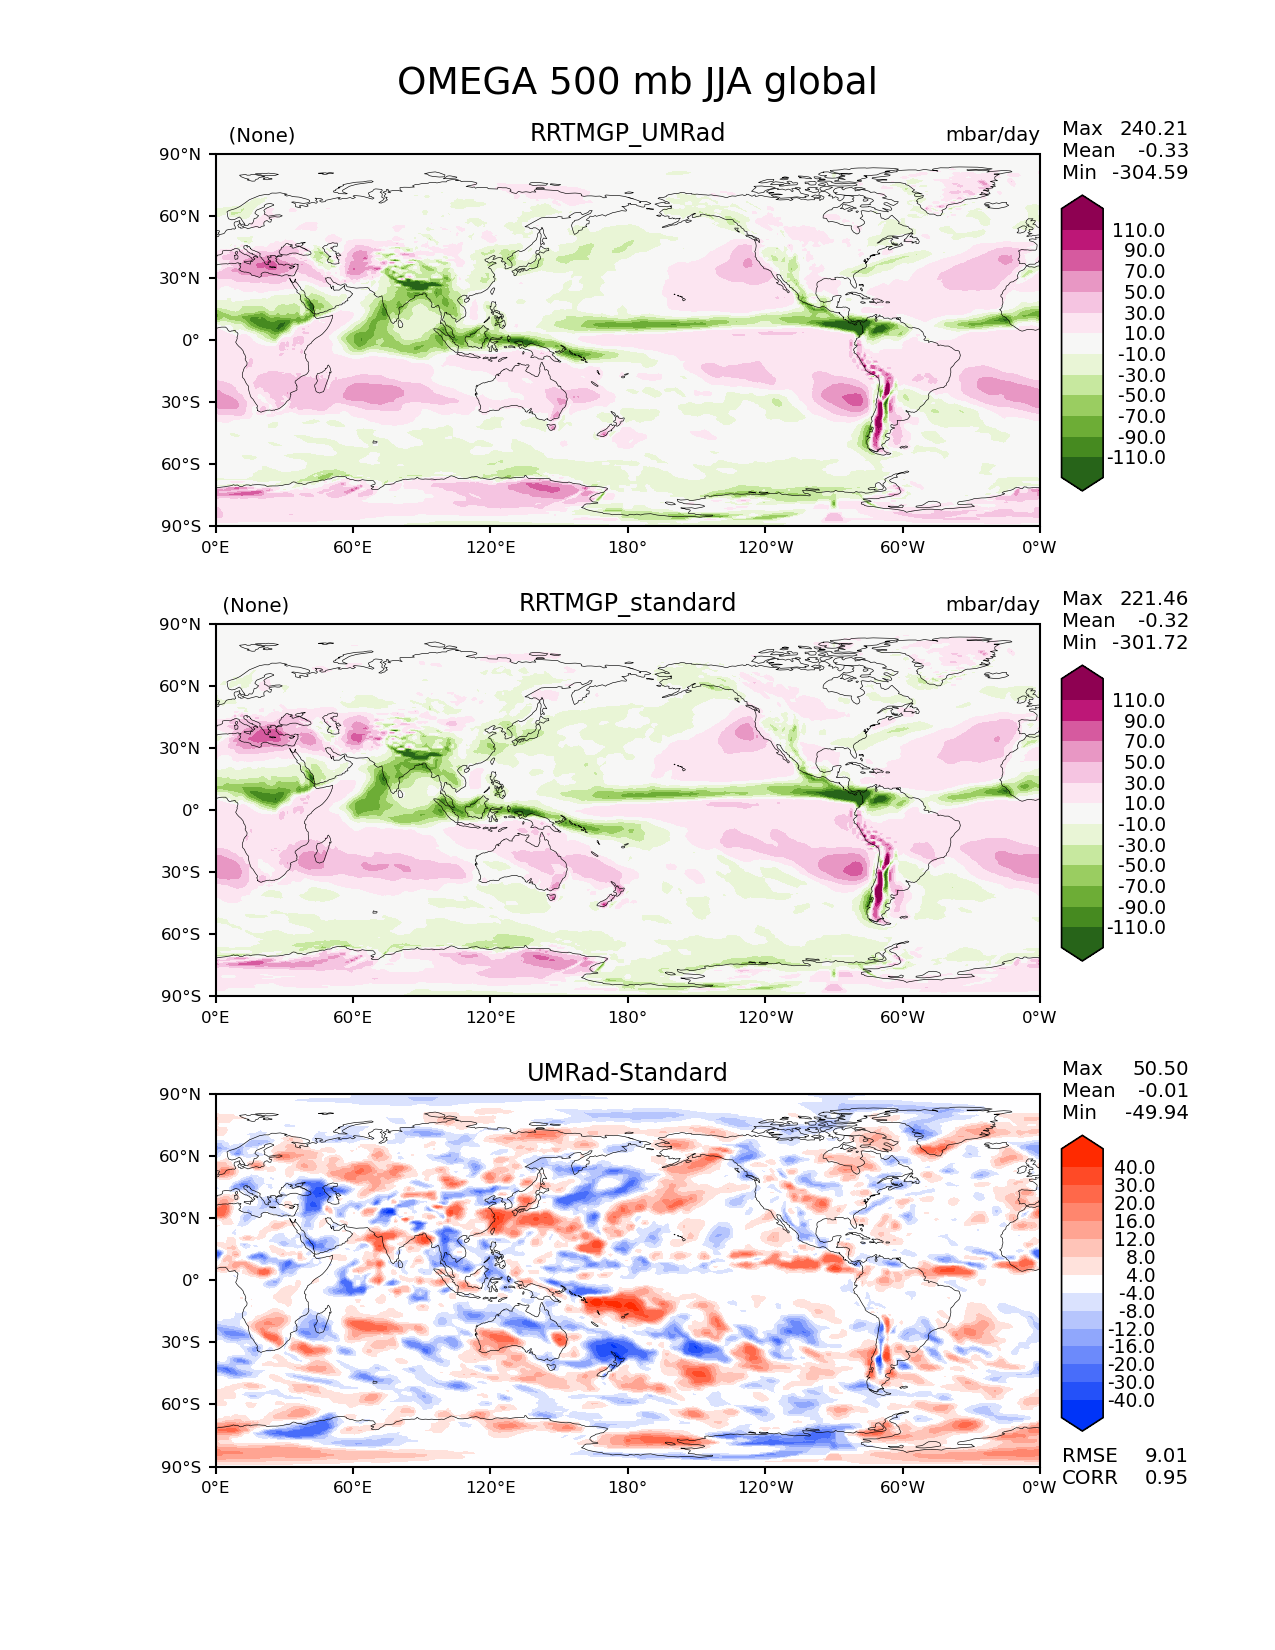 OMEGA 500 mb JJA global
(None) RRTMGP_UMRad mbar/day
Max 240.21
Mean -0.33
Min -304.59
110.0
90.0
70.0
50.0
30.0
10.0
-10.0
-30.0
-50.0
-70.0
-90.0
-110.0
90°N
60°N
30°N
0°
30°S
60°S
90°S
0°E 60°E 120°E 180° 120°W 60°W 0°W
(None) RRTMGP_standard mbar/day
Max 221.46
Mean -0.32
Min -301.72
110.0
90.0
70.0
50.0
30.0
10.0
-10.0
-30.0
-50.0
-70.0
-90.0
-110.0
90°N
60°N
30°N
0°
30°S
60°S
90°S
0°E 60°E 120°E 180° 120°W 60°W 0°W
UMRad-Standard
Max 50.50
Mean -0.01
Min -49.94
40.0
30.0
20.0
16.0
12.0
8.0
4.0
-4.0
-8.0
-12.0
-16.0
-20.0
-30.0
-40.0
90°N
60°N
30°N
0°
30°S
60°S
90°S
0°E 60°E 120°E 180° 120°W 60°W 0°W
RMSE 9.01
CORR 0.95